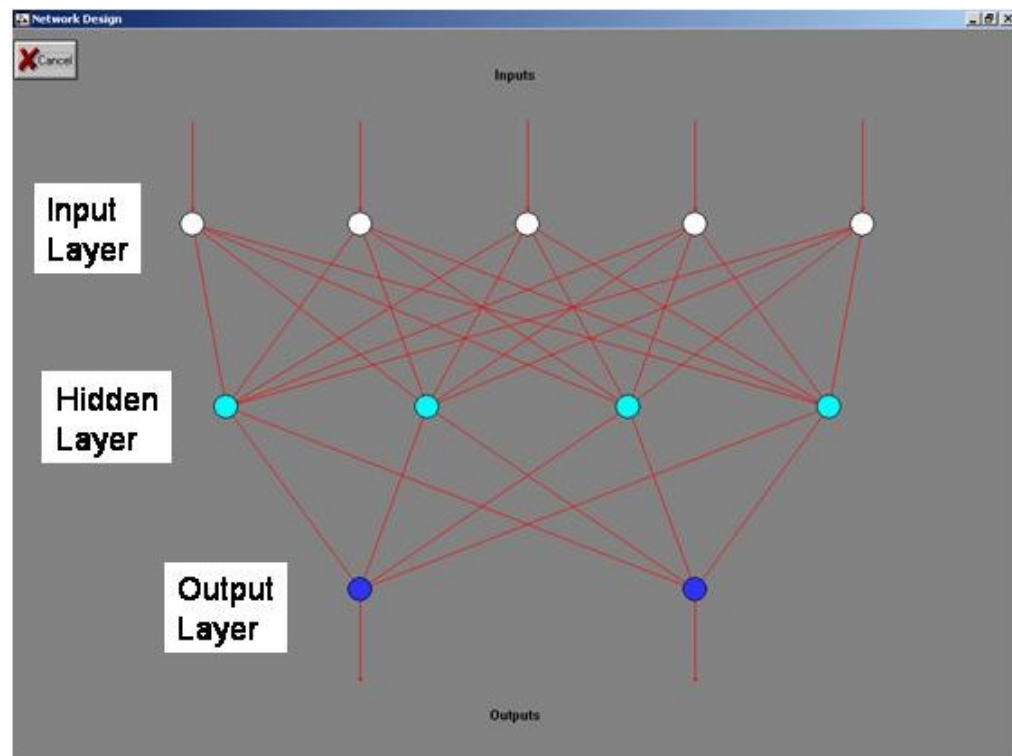 Network Design
Cancel
Inputs
Input
Layer
Hidden
Layer
Output
Layer
Outputs